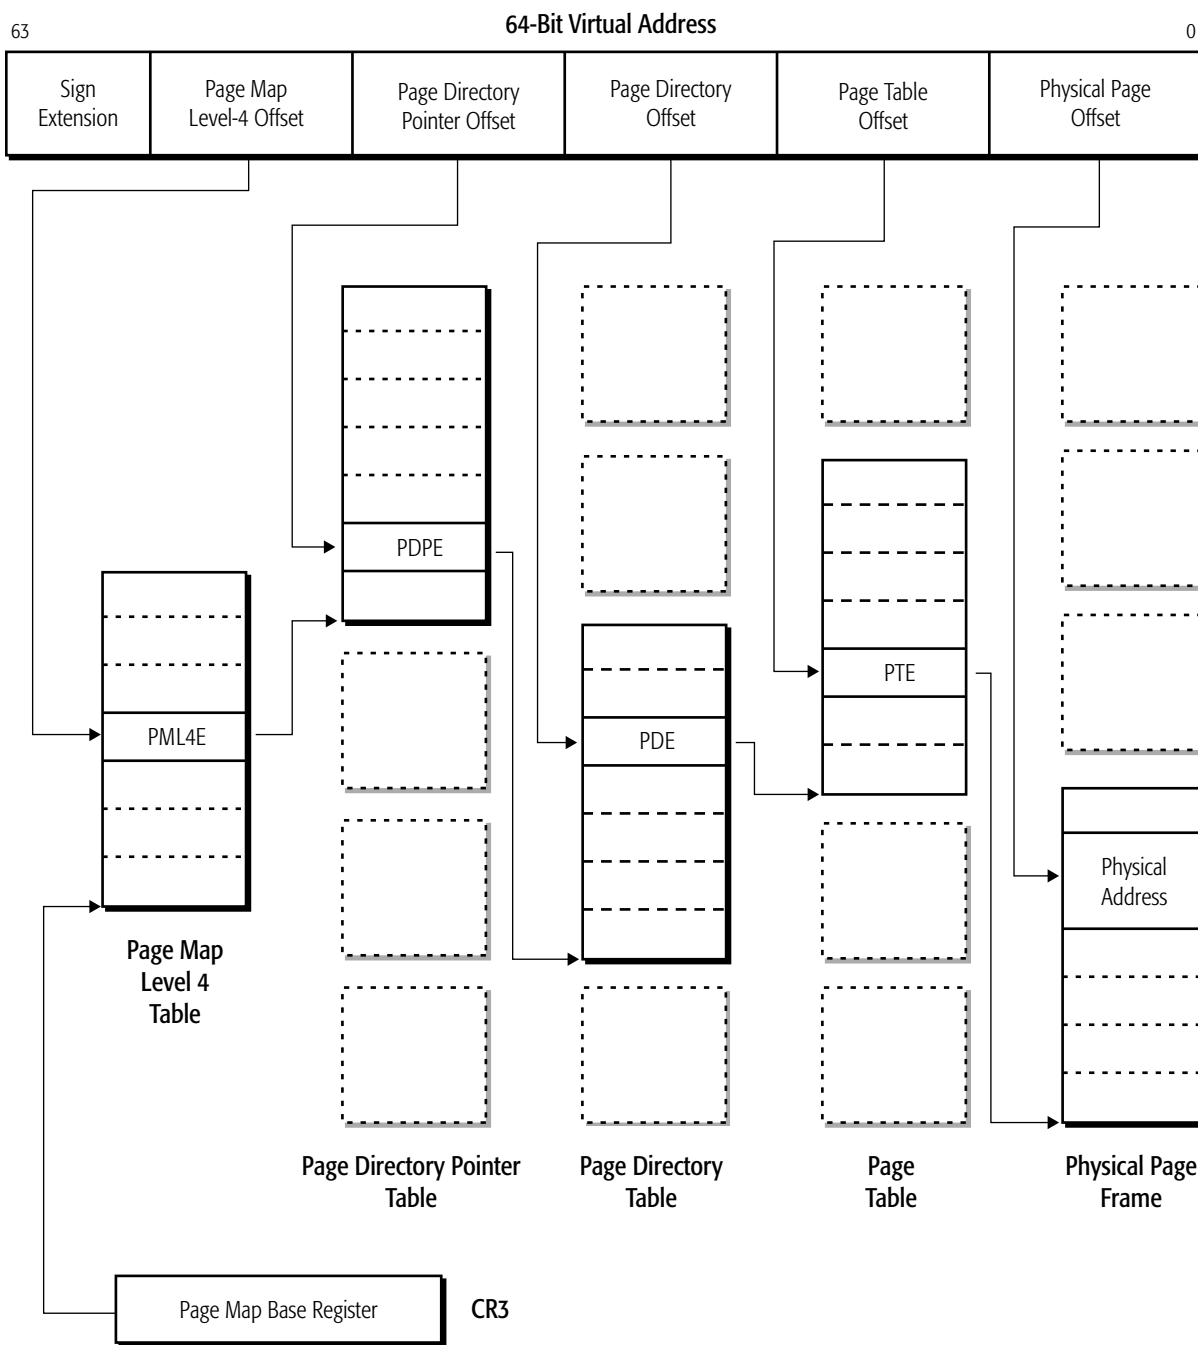 64-Bit Virtual Address
63
0
Sign
Extension
Page Map
Level-4 Offset
Page Directory
Pointer Offset
Page Directory
Offset
Page Table
Offset
Physical Page
Offset
PDPE
PTE
PML4E
PDE
Physical
Address
Page Map
Level 4
Table
Page Directory Pointer
Table
Page Directory
Table
Page
Table
Physical Page
Frame
Page Map Base Register
CR3